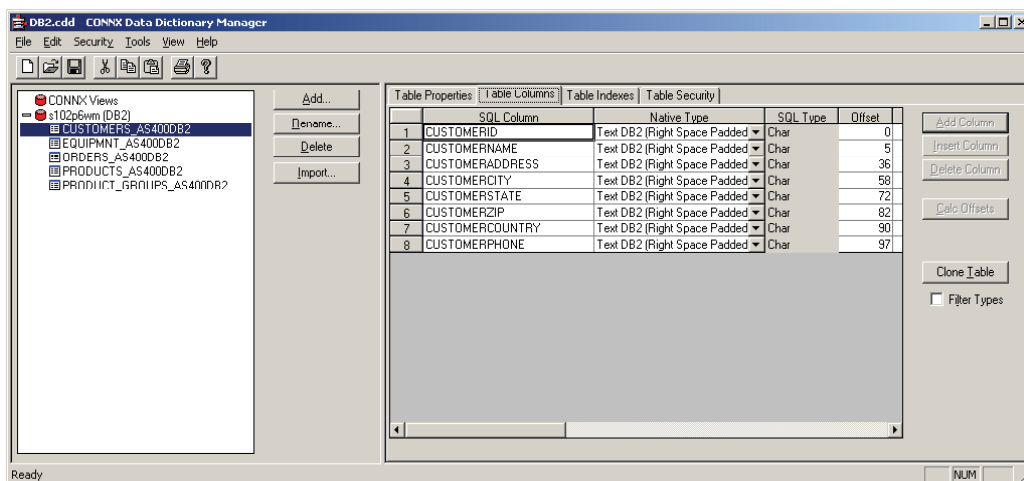 DB2.cdd CONNX Data Dictionary Manager
File Edit Security Tools View Help
CONNX Views
s102p6wm (DB2)
CUSTOMERS_AS400DB2
EQUIPMNT_AS400DB2
ORDERS_AS400DB2
PRODUCTS_AS400DB2
PRODUCT_GROUPS_AS400DB2
Add...
Rename...
Delete
Import...
Table Properties Table Columns Table Indexes Table Security
SQL Column Native Type SQL Type Offset
1 CUSTOMERID Text DB2 (Right Space Padded Char 0
2 CUSTOMERNAME Text DB2 (Right Space Padded Char 5
3 CUSTOMERADDRESS Text DB2 (Right Space Padded Char 36
4 CUSTOMERCITY Text DB2 (Right Space Padded Char 58
5 CUSTOMERSTATE Text DB2 (Right Space Padded Char 72
6 CUSTOMERZIP Text DB2 (Right Space Padded Char 82
7 CUSTOMERCOUNTRY Text DB2 (Right Space Padded Char 90
8 CUSTOMERPHONE Text DB2 (Right Space Padded Char 97
Add Column
Insert Column
Delete Column
Calc Offsets
Clone Table
Filter Types
Ready NUM